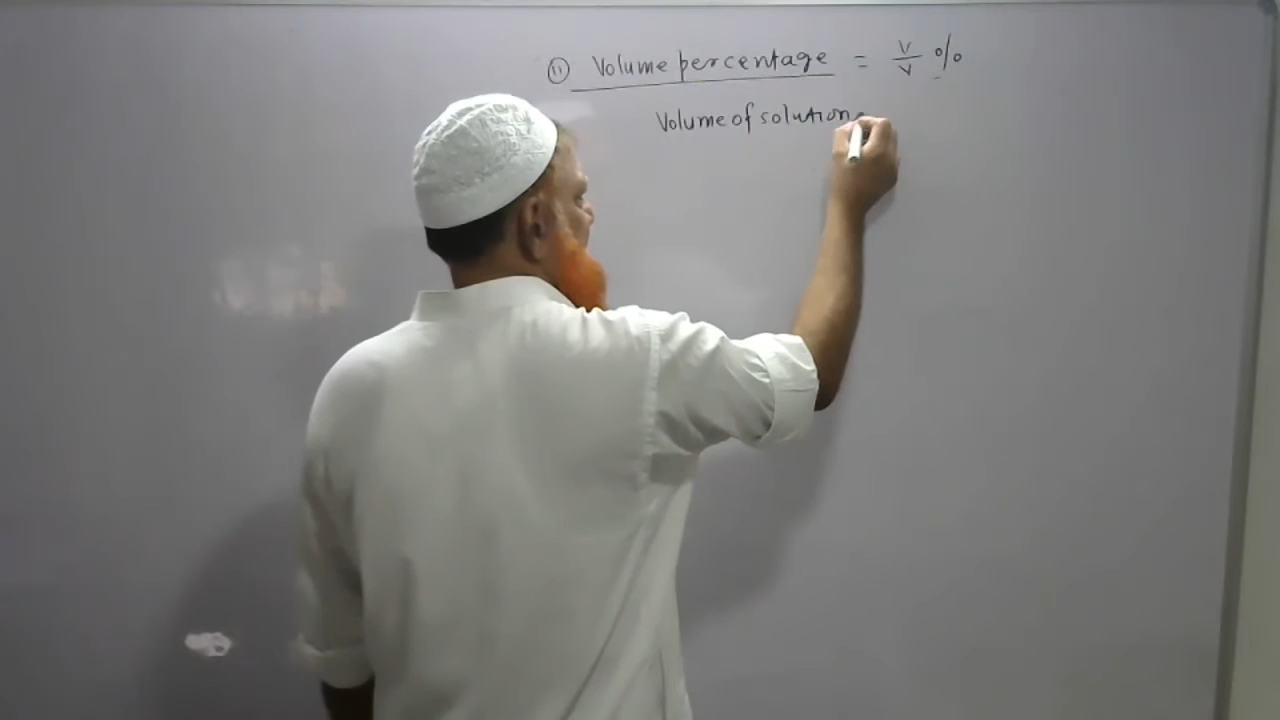 (ii) Volume percentage = V/V %
Volume of solution